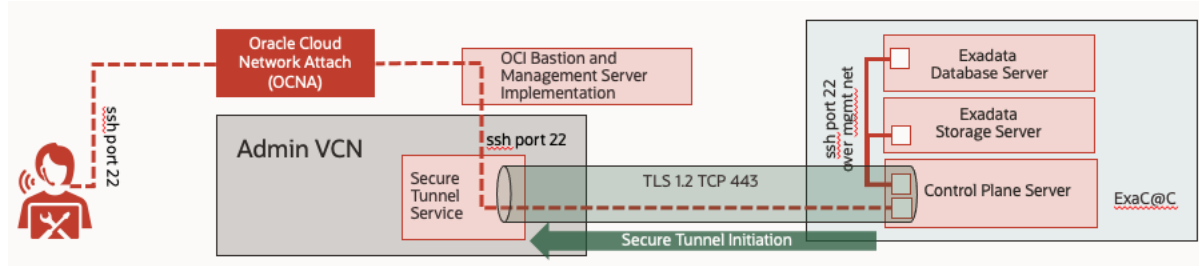 ssh port 22
Oracle Cloud
Network Attach
(OCNA)
OCI Bastion and
Management Server
Implementation
Admin VCN
ssh port 22
Secure
Tunnel
Service
TLS 1.2 TCP 443
Secure Tunnel Initiation
ssh port 22
over mgmt net
Exadata
Database Server
Exadata
Storage Server
Control Plane Server
ExaC@C